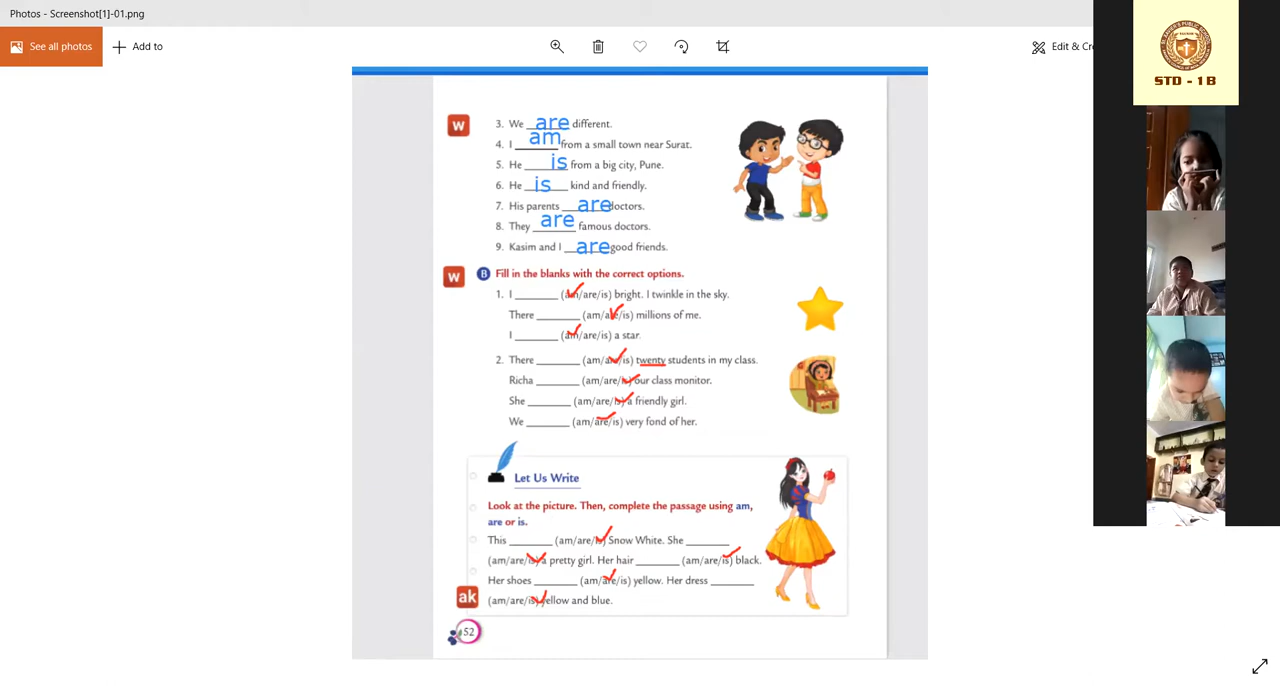 Photos - Screenshot[1]-01.png
See all photos
Add to
Edit & Cr
STD - 1 B
W
3. We are different.
4. I am from a small town near Surat.
5. He is from a big city, Pune.
6. He is kind and friendly.
7. His parents are doctors.
8. They are famous doctors.
9. Kasim and I are good friends.
W
B Fill in the blanks with the correct options.
1. I ________ (am/are/is) bright. I twinkle in the sky.
There ________ (am/are/is) millions of me.
I ________ (am/are/is) a star.
2. There ________ (am/are/is) twenty students in my class.
Richa ________ (am/are/is) our class monitor.
She ________ (am/are/is) a friendly girl.
We ________ (am/are/is) very fond of her.
Let Us Write
Look at the picture. Then, complete the passage using am,
are or is.
This ________ (am/are/is) Snow White. She ________
(am/are/is) a pretty girl. Her hair ________ (am/are/is) black.
Her shoes ________ (am/are/is) yellow. Her dress ________
(am/are/is) yellow and blue.
ak
52